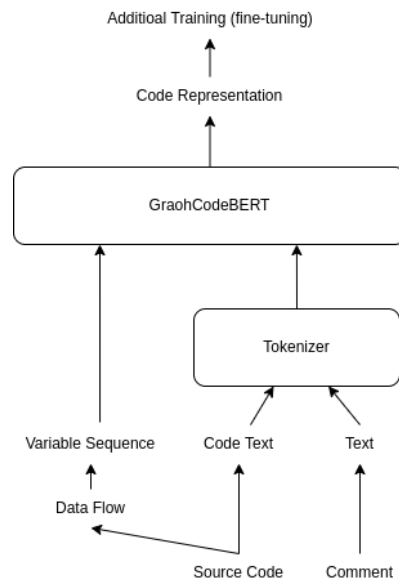 Additioal Training (fine-tuning)
Code Representation
GraohCodeBERT
Tokenizer
Variable Sequence
Code Text
Text
Data Flow
Source Code
Comment